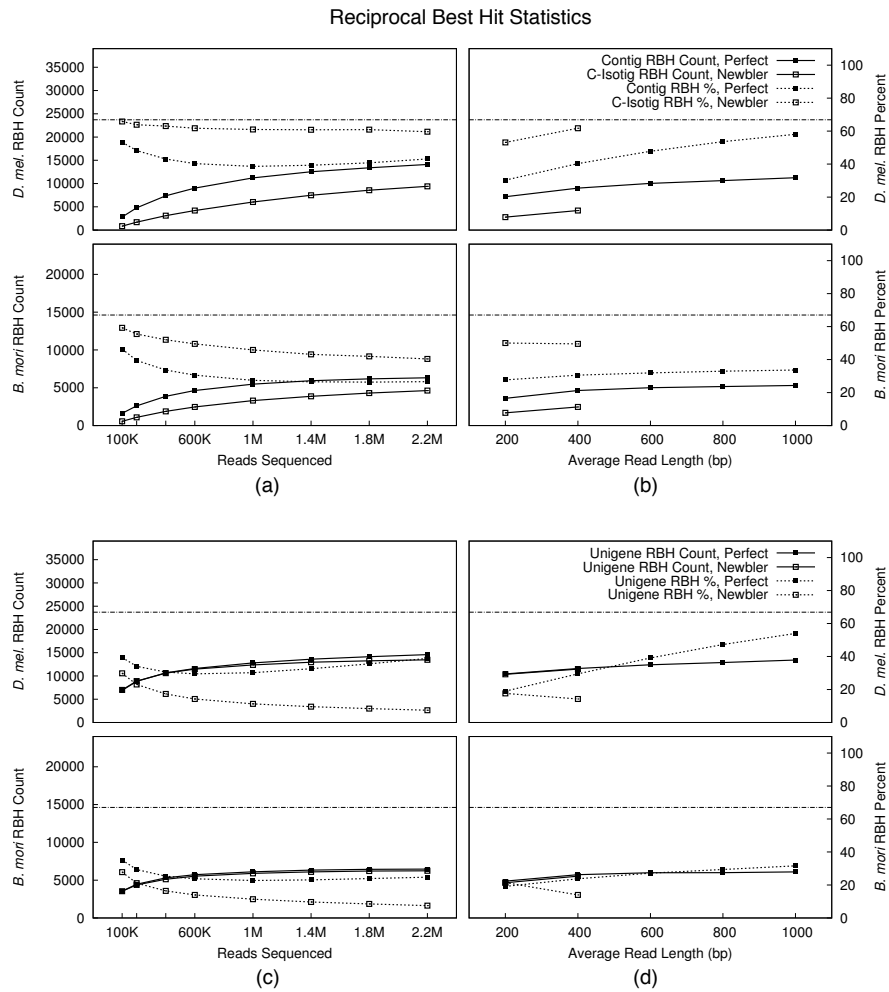 Reciprocal Best Hit Statistics
D. mel. RBH Count
35000
30000
25000
20000
15000
10000
5000
0
Contig RBH Count, Perfect
C-Isotig RBH Count, Newbler
Contig RBH %, Perfect
C-Isotig RBH %, Newbler
100
80
60
40
20
0
D. mel. RBH Percent
B. mori RBH Count
20000
15000
10000
5000
0
100
80
60
40
20
0
B. mori RBH Percent
100K 600K 1M 1.4M 1.8M 2.2M
Reads Sequenced
(a)
200 400 600 800 1000
Average Read Length (bp)
(b)
D. mel. RBH Count
35000
30000
25000
20000
15000
10000
5000
0
Unigene RBH Count, Perfect
Unigene RBH Count, Newbler
Unigene RBH %, Perfect
Unigene RBH %, Newbler
100
80
60
40
20
0
D. mel. RBH Percent
B. mori RBH Count
20000
15000
10000
5000
0
100
80
60
40
20
0
B. mori RBH Percent
100K 600K 1M 1.4M 1.8M 2.2M
Reads Sequenced
(c)
200 400 600 800 1000
Average Read Length (bp)
(d)